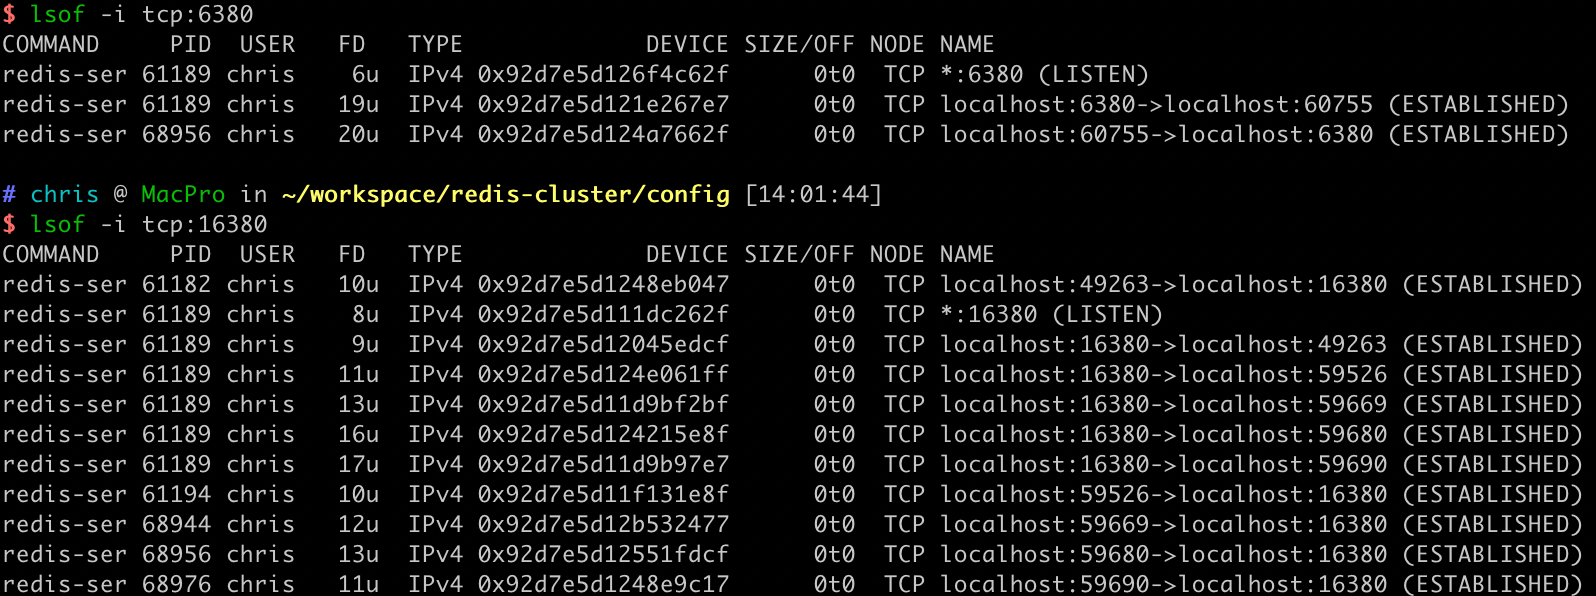 $ lsof -i tcp:6380
COMMAND     PID  USER   FD   TYPE             DEVICE SIZE/OFF NODE NAME
redis-ser 61189 chris    6u  IPv4 0x92d7e5d126f4c62f      0t0  TCP *:6380 (LISTEN)
redis-ser 61189 chris   19u  IPv4 0x92d7e5d121e267e7      0t0  TCP localhost:6380->localhost:60755 (ESTABLISHED)
redis-ser 68956 chris   20u  IPv4 0x92d7e5d124a7662f      0t0  TCP localhost:60755->localhost:6380 (ESTABLISHED)
# chris @ MacPro in ~/workspace/redis-cluster/config [14:01:44]
$ lsof -i tcp:16380
COMMAND     PID  USER   FD   TYPE             DEVICE SIZE/OFF NODE NAME
redis-ser 61182 chris   10u  IPv4 0x92d7e5d1248eb047      0t0  TCP localhost:49263->localhost:16380 (ESTABLISHED)
redis-ser 61189 chris    8u  IPv4 0x92d7e5d111dc262f      0t0  TCP *:16380 (LISTEN)
redis-ser 61189 chris    9u  IPv4 0x92d7e5d12045edcf      0t0  TCP localhost:16380->localhost:49263 (ESTABLISHED)
redis-ser 61189 chris   11u  IPv4 0x92d7e5d124e061ff      0t0  TCP localhost:16380->localhost:59526 (ESTABLISHED)
redis-ser 61189 chris   13u  IPv4 0x92d7e5d11d9bf2bf      0t0  TCP localhost:16380->localhost:59669 (ESTABLISHED)
redis-ser 61189 chris   16u  IPv4 0x92d7e5d124215e8f      0t0  TCP localhost:16380->localhost:59680 (ESTABLISHED)
redis-ser 61189 chris   17u  IPv4 0x92d7e5d11d9b97e7      0t0  TCP localhost:16380->localhost:59690 (ESTABLISHED)
redis-ser 61194 chris   10u  IPv4 0x92d7e5d11f131e8f      0t0  TCP localhost:59526->localhost:16380 (ESTABLISHED)
redis-ser 68944 chris   12u  IPv4 0x92d7e5d12b532477      0t0  TCP localhost:59669->localhost:16380 (ESTABLISHED)
redis-ser 68956 chris   13u  IPv4 0x92d7e5d12551fdcf      0t0  TCP localhost:59680->localhost:16380 (ESTABLISHED)
redis-ser 68976 chris   11u  IPv4 0x92d7e5d1248e9c17      0t0  TCP localhost:59690->localhost:16380 (ESTABLISHED)